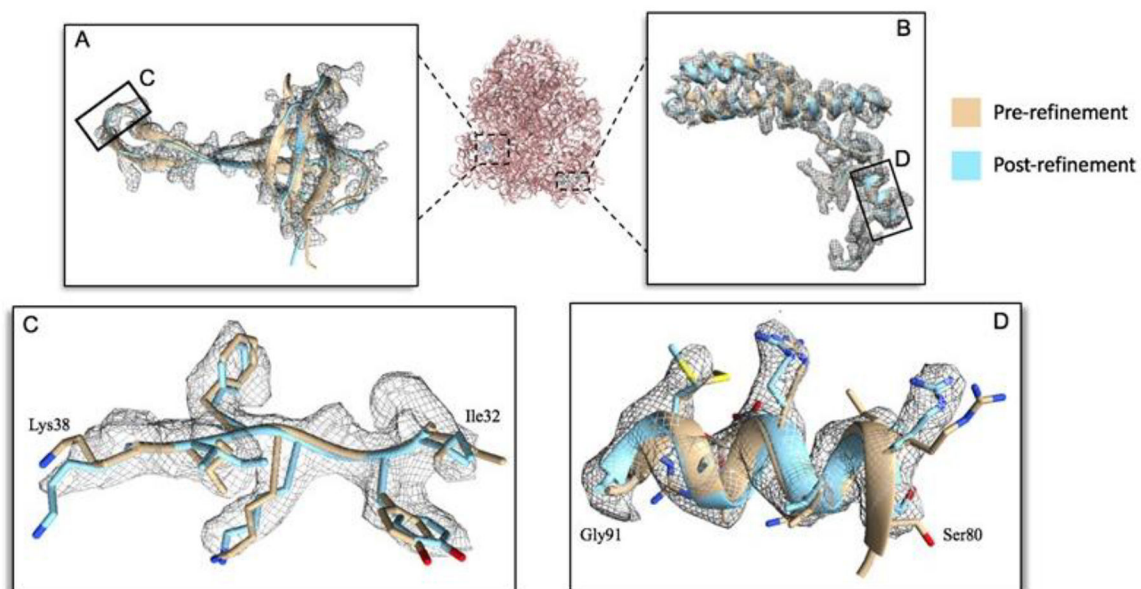 A
C
B
D
Pre-refinement
Post-refinement
C
Lys38
Ile32
D
Gly91
Ser80